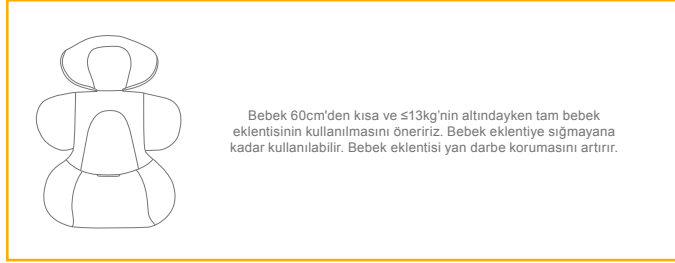 Bebek 60cm'den kısa ve ≤13kg'nin altındayken tam bebek
eklentisinin kullanılmasını öneririz. Bebek eklentiye sığmayana
kadar kullanılabilir. Bebek eklentisi yan darbe korumasını artırır.